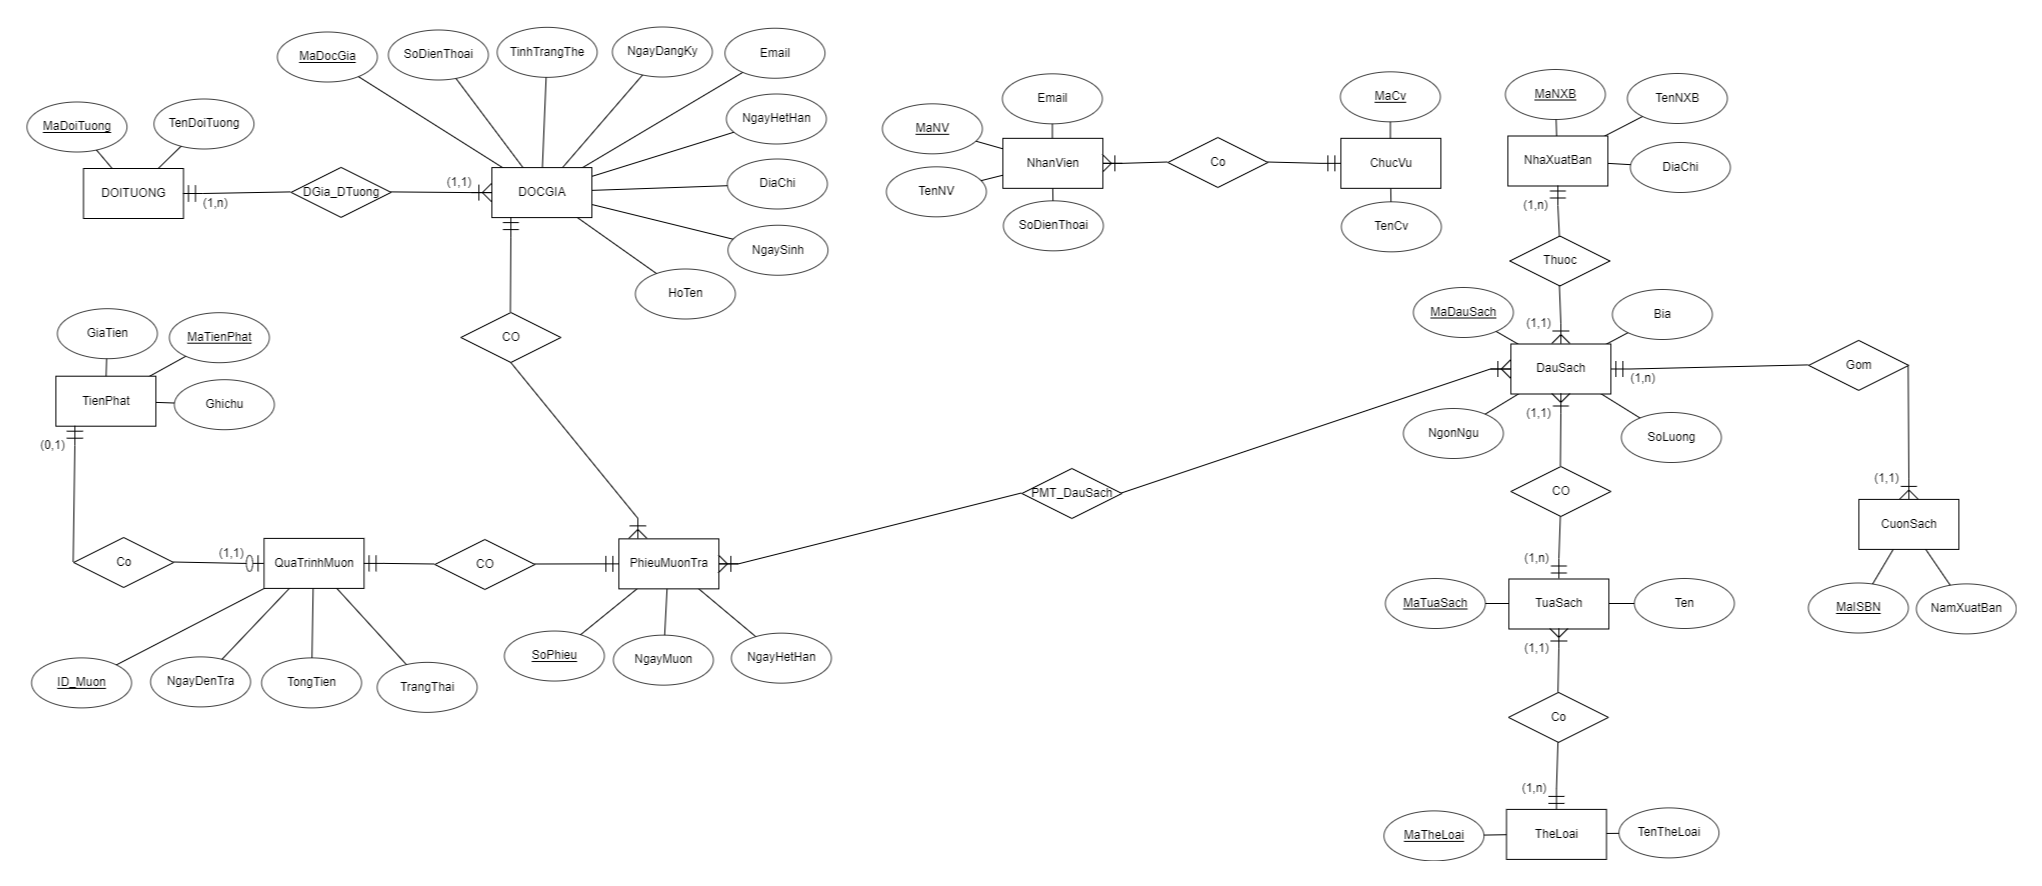 MaDocGia
SoDienThoai
TinhTrangThe
NgayDangKy
Email
MaDoiTuong
TenDoiTuong
NgayHetHan
DOITUONG
(1,n)
DGia_DTuong
(1,1)
DOCGIA
DiaChi
NgaySinh
HoTen
MaNV
Email
NhanVien
TenNV
SoDienThoai
Co
MaCv
ChucVu
TenCv
MaNXB
TenNXB
NhaXuatBan
DiaChi
(1,n)
Thuoc
(1,1)
MaDauSach
Bia
DauSach
(1,n)
Gom
NgonNgu
(1,1)
SoLuong
GiaTien
MaTienPhat
TienPhat
Ghichu
(0,1)
CO
PMT_DauSach
CO
(1,1)
CuonSach
MaISBN
NamXuatBan
Co
(1,1)
QuaTrinhMuon
CO
PhieuMuonTra
ID_Muon
NgayDenTra
TongTien
TrangThai
SoPhieu
NgayMuon
NgayHetHan
(1,n)
MaTuaSach
TuaSach
Ten
(1,1)
Co
(1,n)
MaTheLoai
TheLoai
TenTheLoai